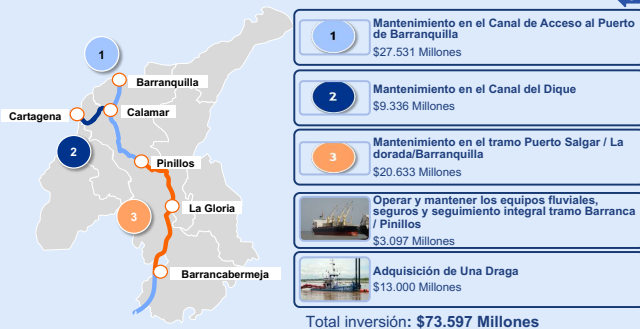 1
Barranquilla
Cartagena
Calamar
2
Pinillos
3
La Gloria
Barrancabermeja
1
Mantenimiento en el Canal de Acceso al Puerto
de Barranquilla
$27.531 Millones
2
Mantenimiento en el Canal del Dique
$9.336 Millones
3
Mantenimiento en el tramo Puerto Salgar / La
dorada/Barranquilla
$20.633 Millones
Operar y mantener los equipos fluviales,
seguros y seguimiento integral tramo Barranca
/ Pinillos
$3.097 Millones
Adquisición de Una Draga
$13.000 Millones
Total inversión: $73.597 Millones